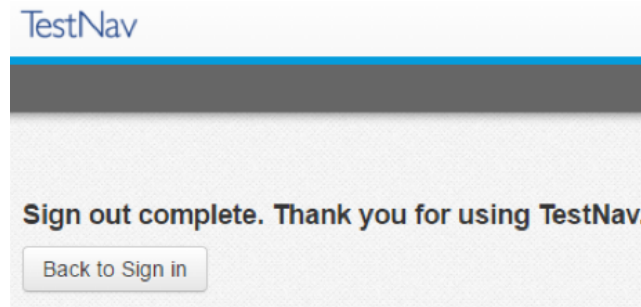 TestNav
Sign out complete. Thank you for using TestNav.
Back to Sign in